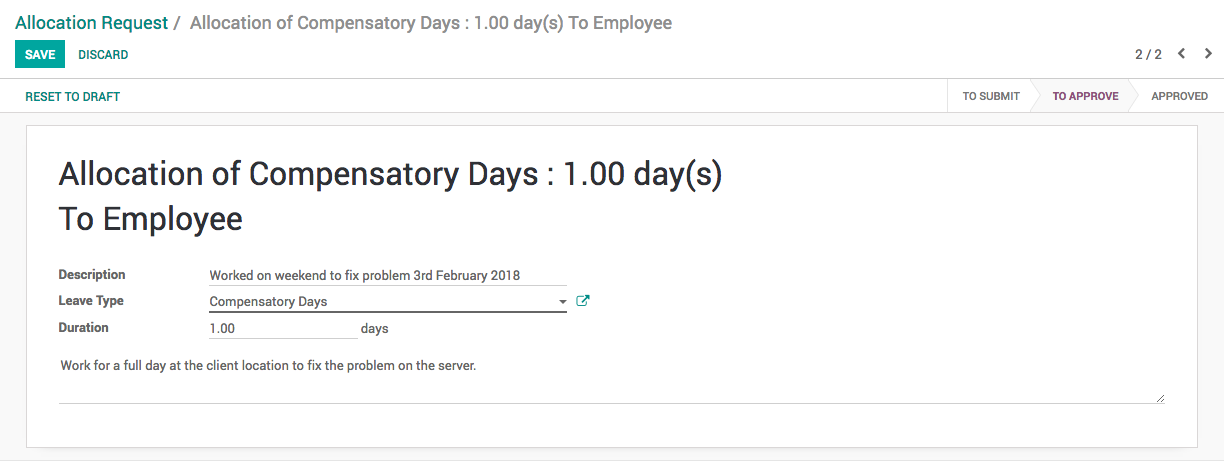 Allocation Request / Allocation of Compensatory Days : 1.00 day(s) To Employee
SAVE DISCARD
2 / 2
RESET TO DRAFT
TO SUBMIT TO APPROVE APPROVED
Allocation of Compensatory Days : 1.00 day(s)
To Employee
Description Worked on weekend to fix problem 3rd February 2018
Leave Type Compensatory Days
Duration 1.00 days
Work for a full day at the client location to fix the problem on the server.